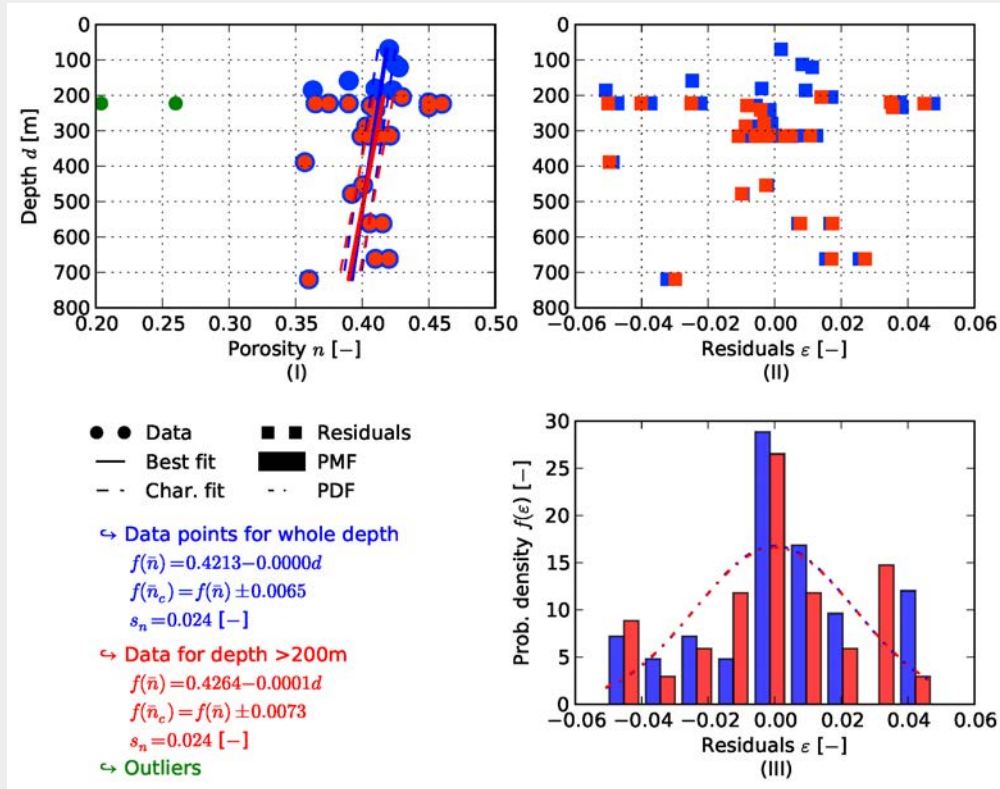 0
100
200
300
400
500
600
700
800
Depth d [m]
0.20 0.25 0.30 0.35 0.40 0.45 0.50
Porosity n [−]
(I)
0
100
200
300
400
500
600
700
800
−0.06 −0.04 −0.02 0.00 0.02 0.04 0.06
Residuals ε [−]
(II)
Data
Residuals
Best fit
PMF
Char. fit
PDF
↪ Data points for whole depth
f(n̄)=0.4213−0.0000d
f(n̄c)=f(n̄)±0.0065
sn=0.024 [−]
↪ Data for depth >200m
f(n̄)=0.4264−0.0001d
f(n̄c)=f(n̄)±0.0073
sn=0.024 [−]
↪ Outliers
30
25
20
15
10
5
0
Prob. density f(ε) [−]
−0.06 −0.04 −0.02 0.00 0.02 0.04 0.06
Residuals ε [−]
(III)